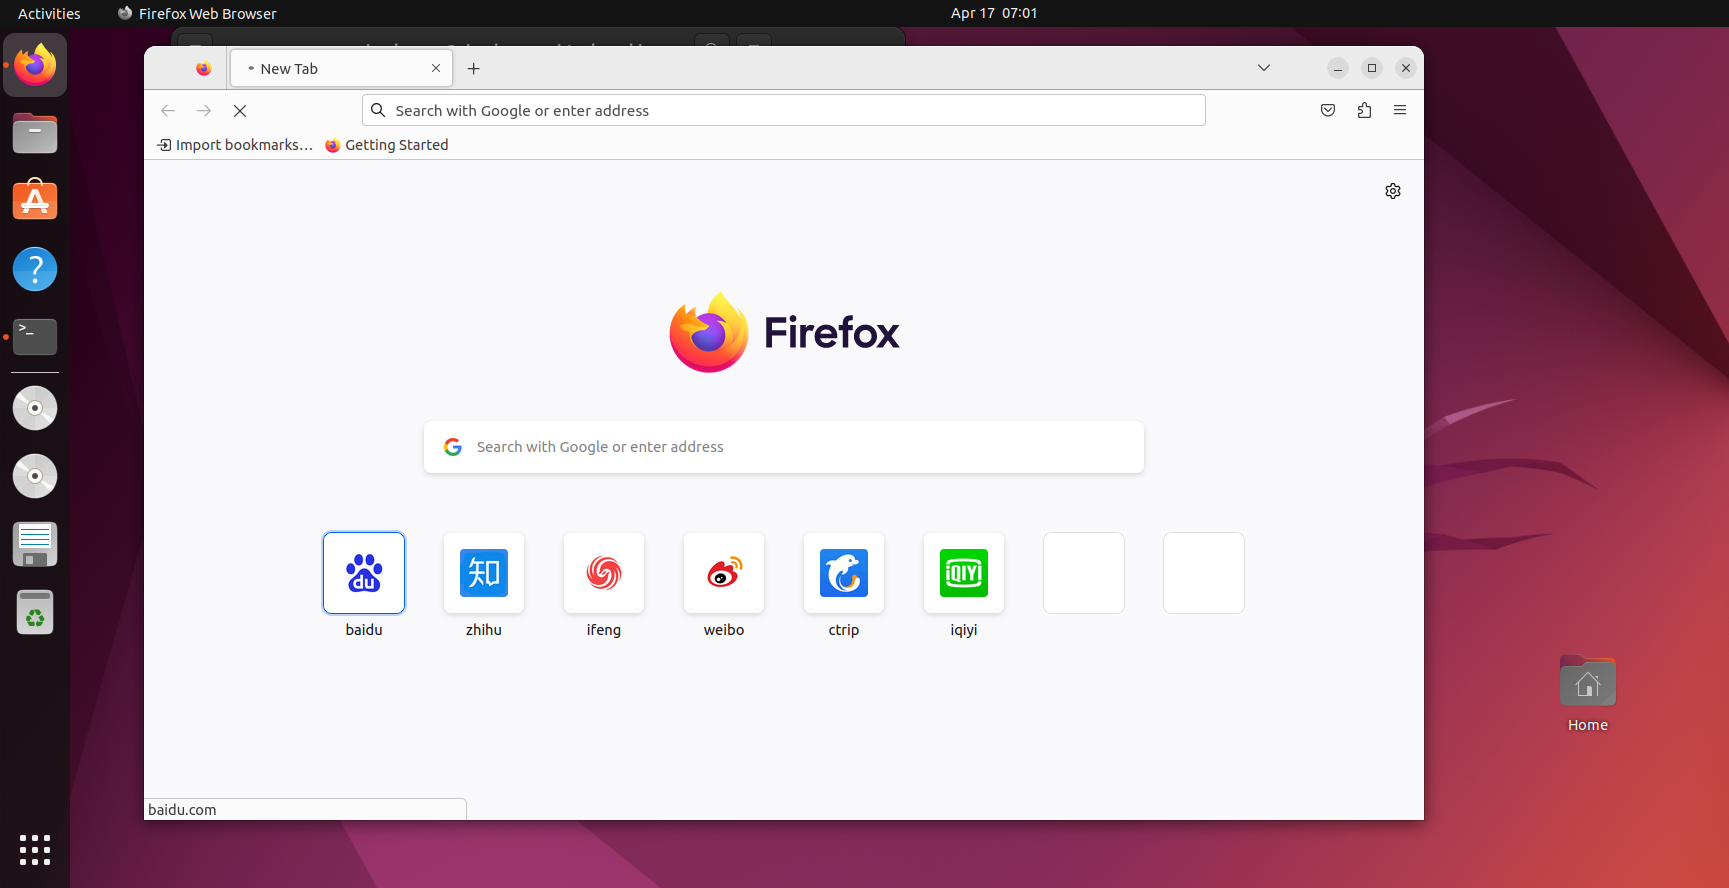 Activities
Firefox Web Browser
Apr 17 07:01
New Tab
Search with Google or enter address
Import bookmarks...
Getting Started
Firefox
Search with Google or enter address
du
知
iQIYI
baidu
zhihu
ifeng
weibo
ctrip
iqiyi
Home
baidu.com